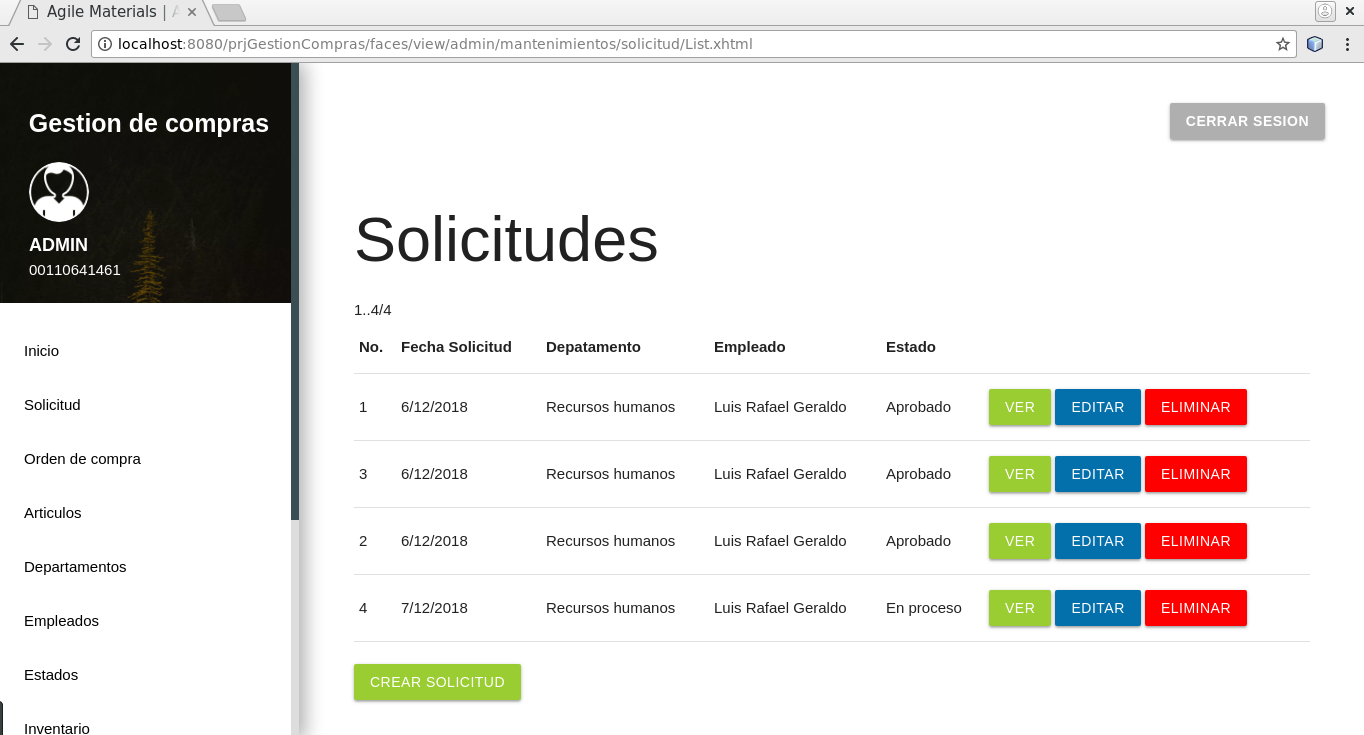 Agile Materials | A
localhost:8080/prjGestionCompras/faces/view/admin/mantenimientos/solicitud/List.xhtml
Gestion de compras
ADMIN
00110641461
Inicio
Solicitud
Orden de compra
Articulos
Departamentos
Empleados
Estados
Inventario
CERRAR SESION
Solicitudes
1..4/4
No. Fecha Solicitud Depatamento Empleado Estado
1 6/12/2018 Recursos humanos Luis Rafael Geraldo Aprobado VER EDITAR ELIMINAR
3 6/12/2018 Recursos humanos Luis Rafael Geraldo Aprobado VER EDITAR ELIMINAR
2 6/12/2018 Recursos humanos Luis Rafael Geraldo Aprobado VER EDITAR ELIMINAR
4 7/12/2018 Recursos humanos Luis Rafael Geraldo En proceso VER EDITAR ELIMINAR
CREAR SOLICITUD